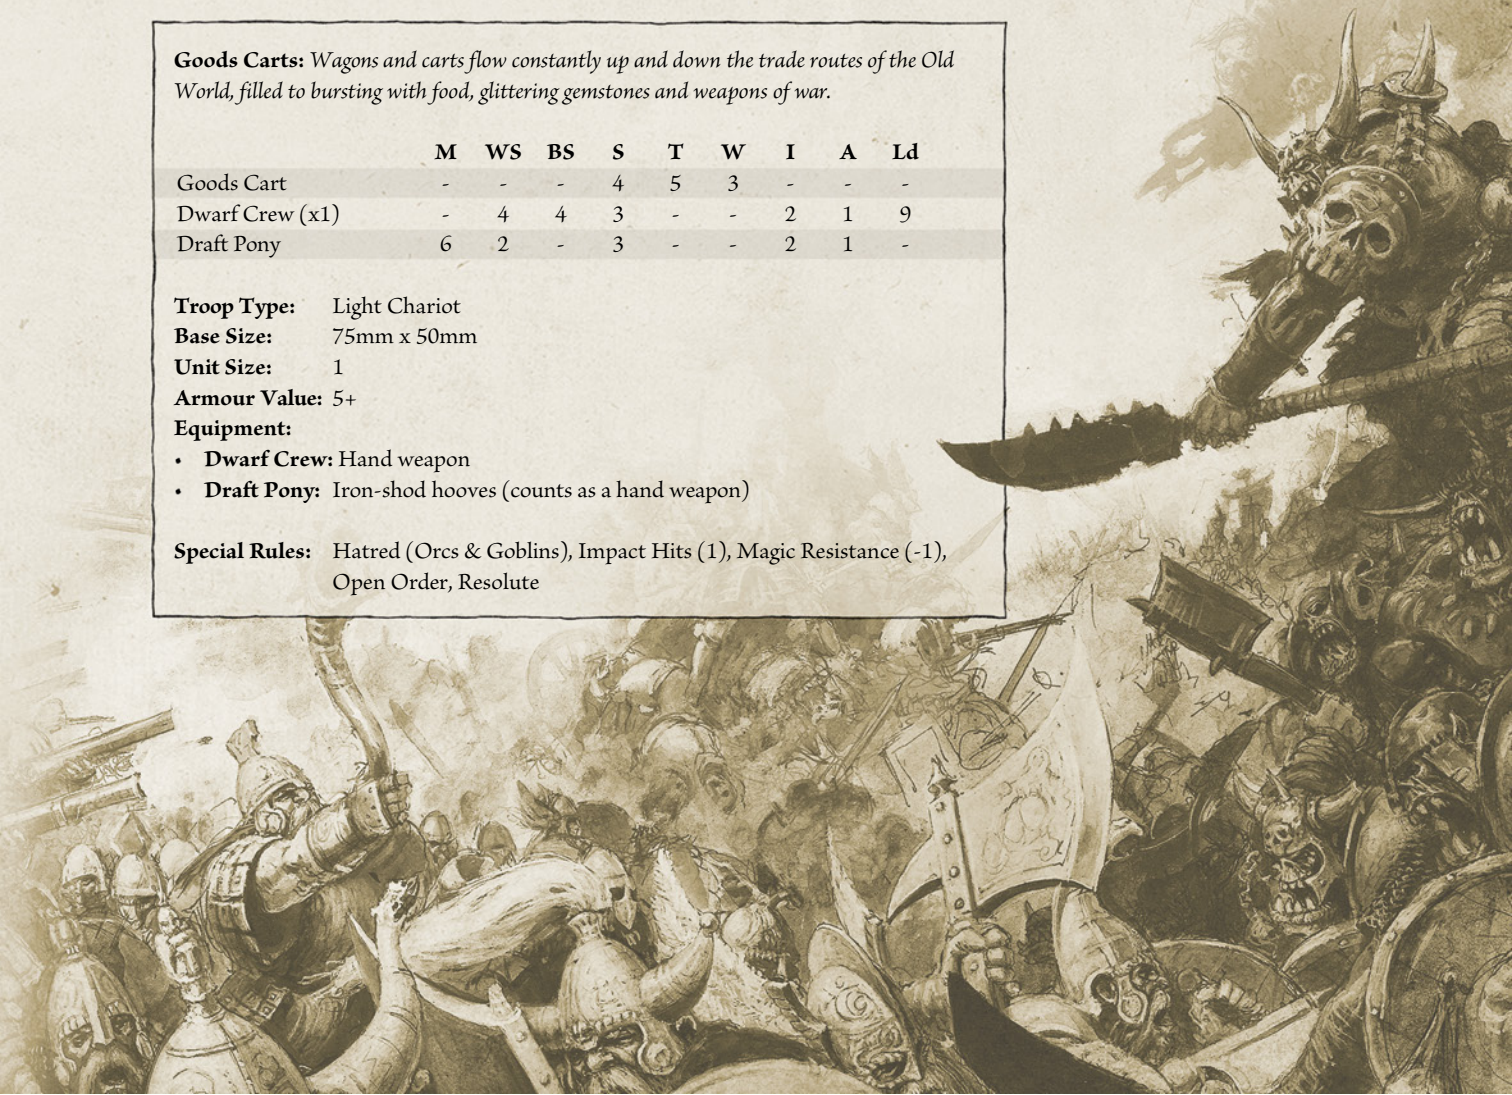 Goods Carts: Wagons and carts flow constantly up and down the trade routes of the Old
World, filled to bursting with food, glittering gemstones and weapons of war.
M WS BS S T W I A Ld
Goods Cart - - - 4 5 3 - - -
Dwarf Crew (x1) - 4 4 3 - - 2 1 9
Draft Pony 6 2 - 3 - - 2 1 -
Troop Type: Light Chariot
Base Size: 75mm x 50mm
Unit Size: 1
Armour Value: 5+
Equipment:
• Dwarf Crew: Hand weapon
• Draft Pony: Iron-shod hooves (counts as a hand weapon)
Special Rules: Hatred (Orcs & Goblins), Impact Hits (1), Magic Resistance (-1),
Open Order, Resolute